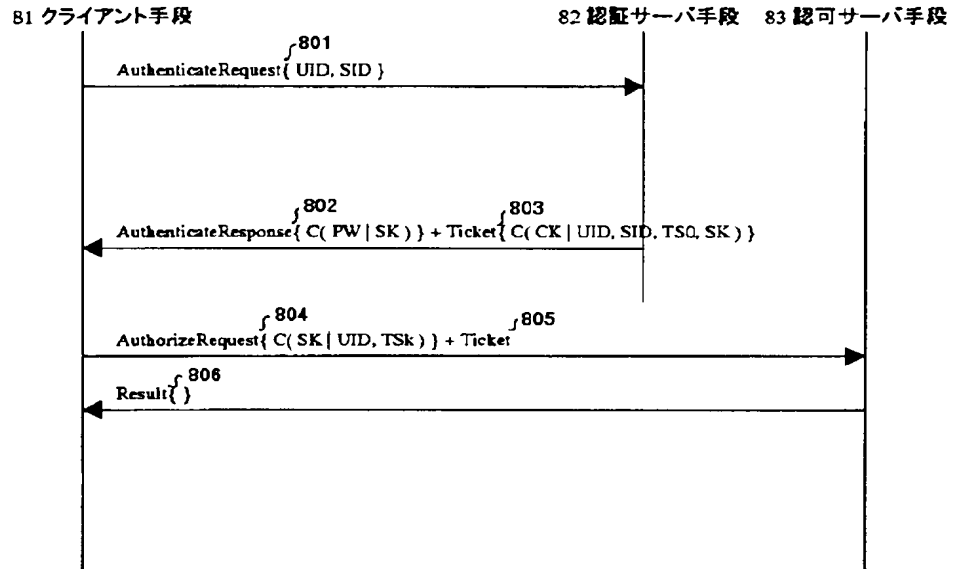 81 クライアント手段 82 認証サーバ手段 83 認可サーバ手段
801
AuthenticateRequest{ UID, SID }
802 803
AuthenticateResponse{ C( PW | SK ) } + Ticket{ C( CK | UID, SID, TS0, SK ) }
804 805
AuthorizeRequest{ C( SK | UID, TSk ) } + Ticket
806
Result{ }